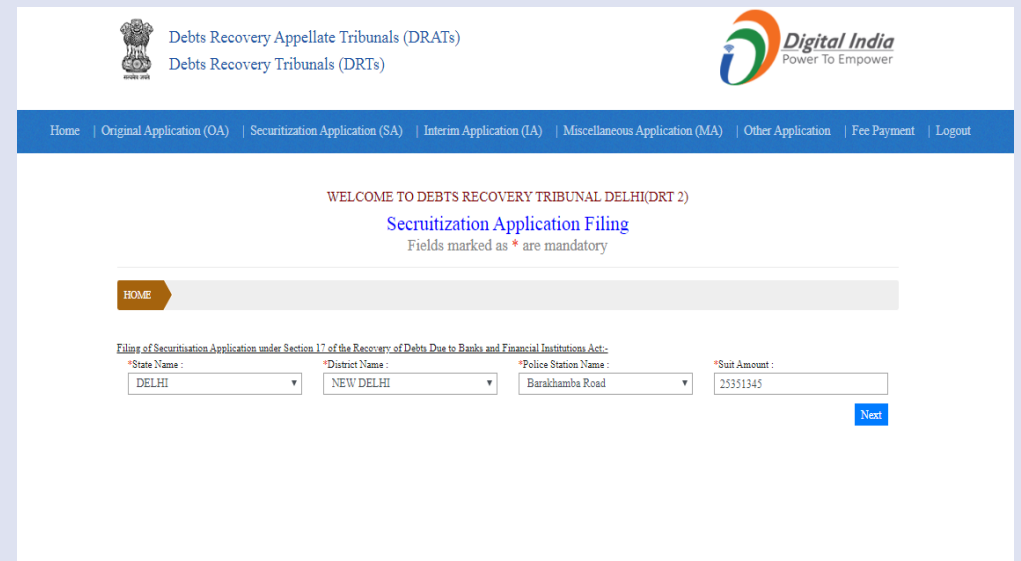 Debts Recovery Appellate Tribunals (DRATs)
Debts Recovery Tribunals (DRTs)
सत्यमेव जयते
Digital India
Power To Empower
Home | Original Application (OA) | Securitization Application (SA) | Interim Application (IA) | Miscellaneous Application (MA) | Other Application | Fee Payment | Logout
WELCOME TO DEBTS RECOVERY TRIBUNAL DELHI(DRT 2)
Secruitization Application Filing
Fields marked as * are mandatory
HOME
Filing of Securitisation Application under Section 17 of the Recovery of Debts Due to Banks and Financial Institutions Act:-
*State Name : *District Name : *Police Station Name : *Suit Amount :
DELHI NEW DELHI Barakhamba Road 25351345
Next